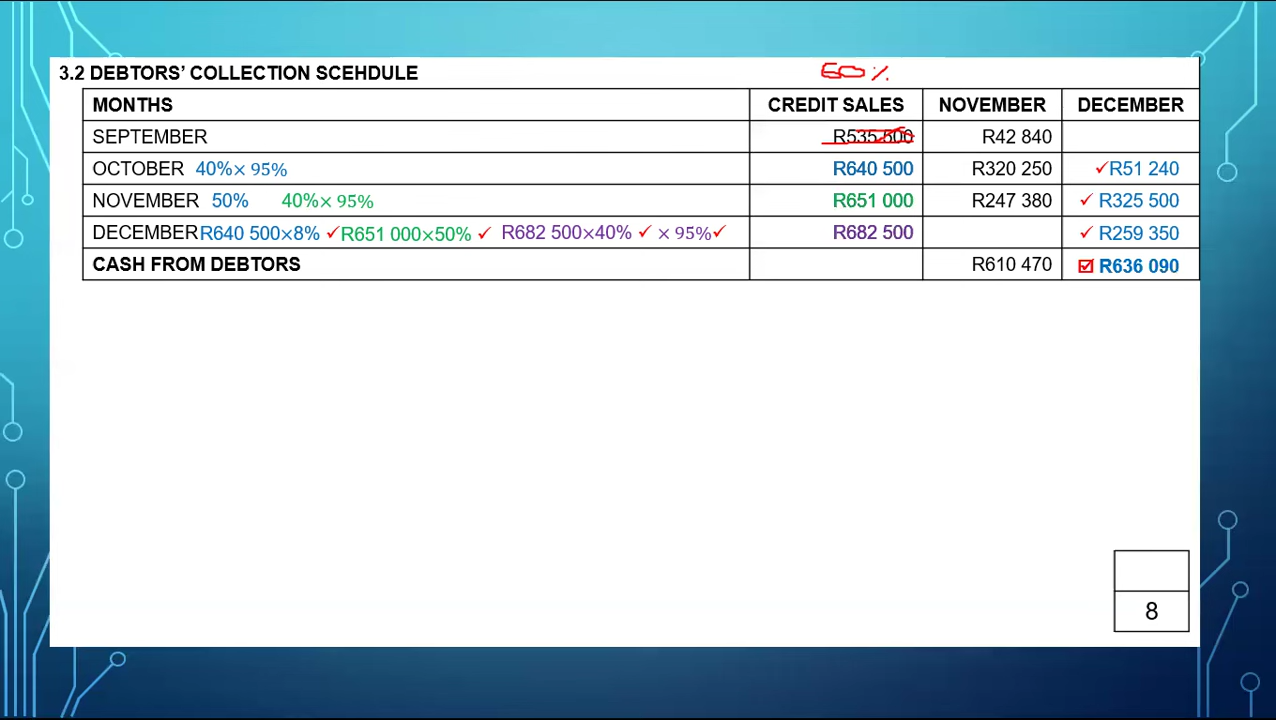 60%
3.2 DEBTORS' COLLECTION SCEHDULE
MONTHS CREDIT SALES NOVEMBER DECEMBER
SEPTEMBER R535 500 R42 840
OCTOBER 40%× 95% R640 500 R320 250 ✓R51 240
NOVEMBER 50% 40%× 95% R651 000 R247 380 ✓ R325 500
DECEMBER R640 500×8% ✓ R651 000×50% ✓ R682 500×40% ✓ × 95%✓ R682 500 ✓ R259 350
CASH FROM DEBTORS R610 470 ☑ R636 090
8